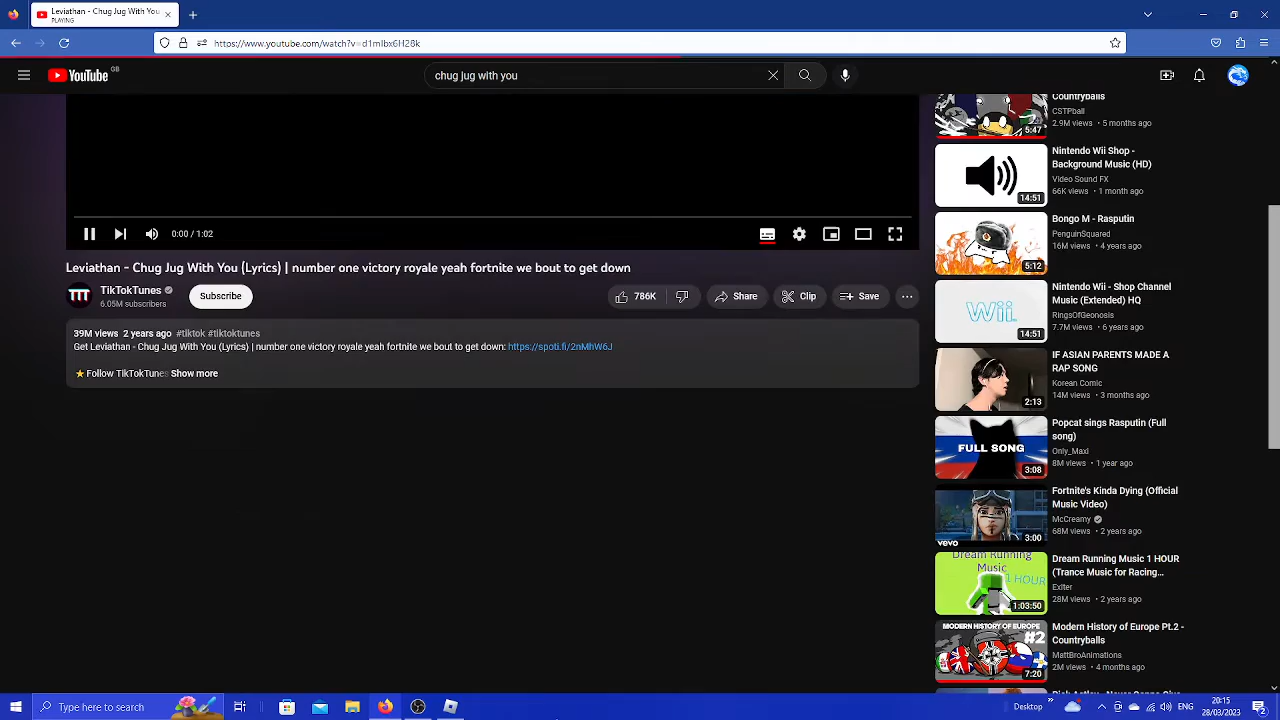 Leviathan - Chug Jug With You
PLAYING
https://www.youtube.com/watch?v=d1mIbx6H28k
YouTube GB
chug jug with you
0:00 / 1:02
Leviathan - Chug Jug With You (Lyrics) | number one victory royale yeah fortnite we bout to get down
TikTokTunes
6.05M subscribers
Subscribe
786K
Share
Clip
Save
39M views 2 years ago #tiktok #tiktoktunes
Get Leviathan - Chug Jug With You (Lyrics) | number one victory royale yeah fortnite we bout to get down: https://spoti.fi/2nMhW6J
Follow TikTokTunes Show more
Countryballs
CSTPball
2.9M views • 5 months ago
5:47
Nintendo Wii Shop -
Background Music (HD)
Video Sound FX
66K views • 1 month ago
14:51
Bongo M - Rasputin
PenguinSquared
16M views • 4 years ago
5:12
Nintendo Wii - Shop Channel
Music (Extended) HQ
RingsOfGeonosis
7.7M views • 6 years ago
Wii
14:51
IF ASIAN PARENTS MADE A
RAP SONG
Korean Comic
14M views • 3 months ago
2:13
Popcat sings Rasputin (Full
song)
Only_Maxi
8M views • 1 year ago
FULL SONG
3:08
Fortnite's Kinda Dying (Official
Music Video)
McCreamy
68M views • 2 years ago
vevo
3:00
Dream Running Music 1 HOUR
(Trance Music for Racing...
Exiter
28M views • 2 years ago
Dream Running
Music
1 HOUR
1:03:50
Modern History of Europe Pt.2 -
Countryballs
MattBroAnimations
2M views • 4 months ago
MODERN HISTORY OF EUROPE
#2
7:20
Type here to search
Desktop
ENG
20:15
28/03/2023
2